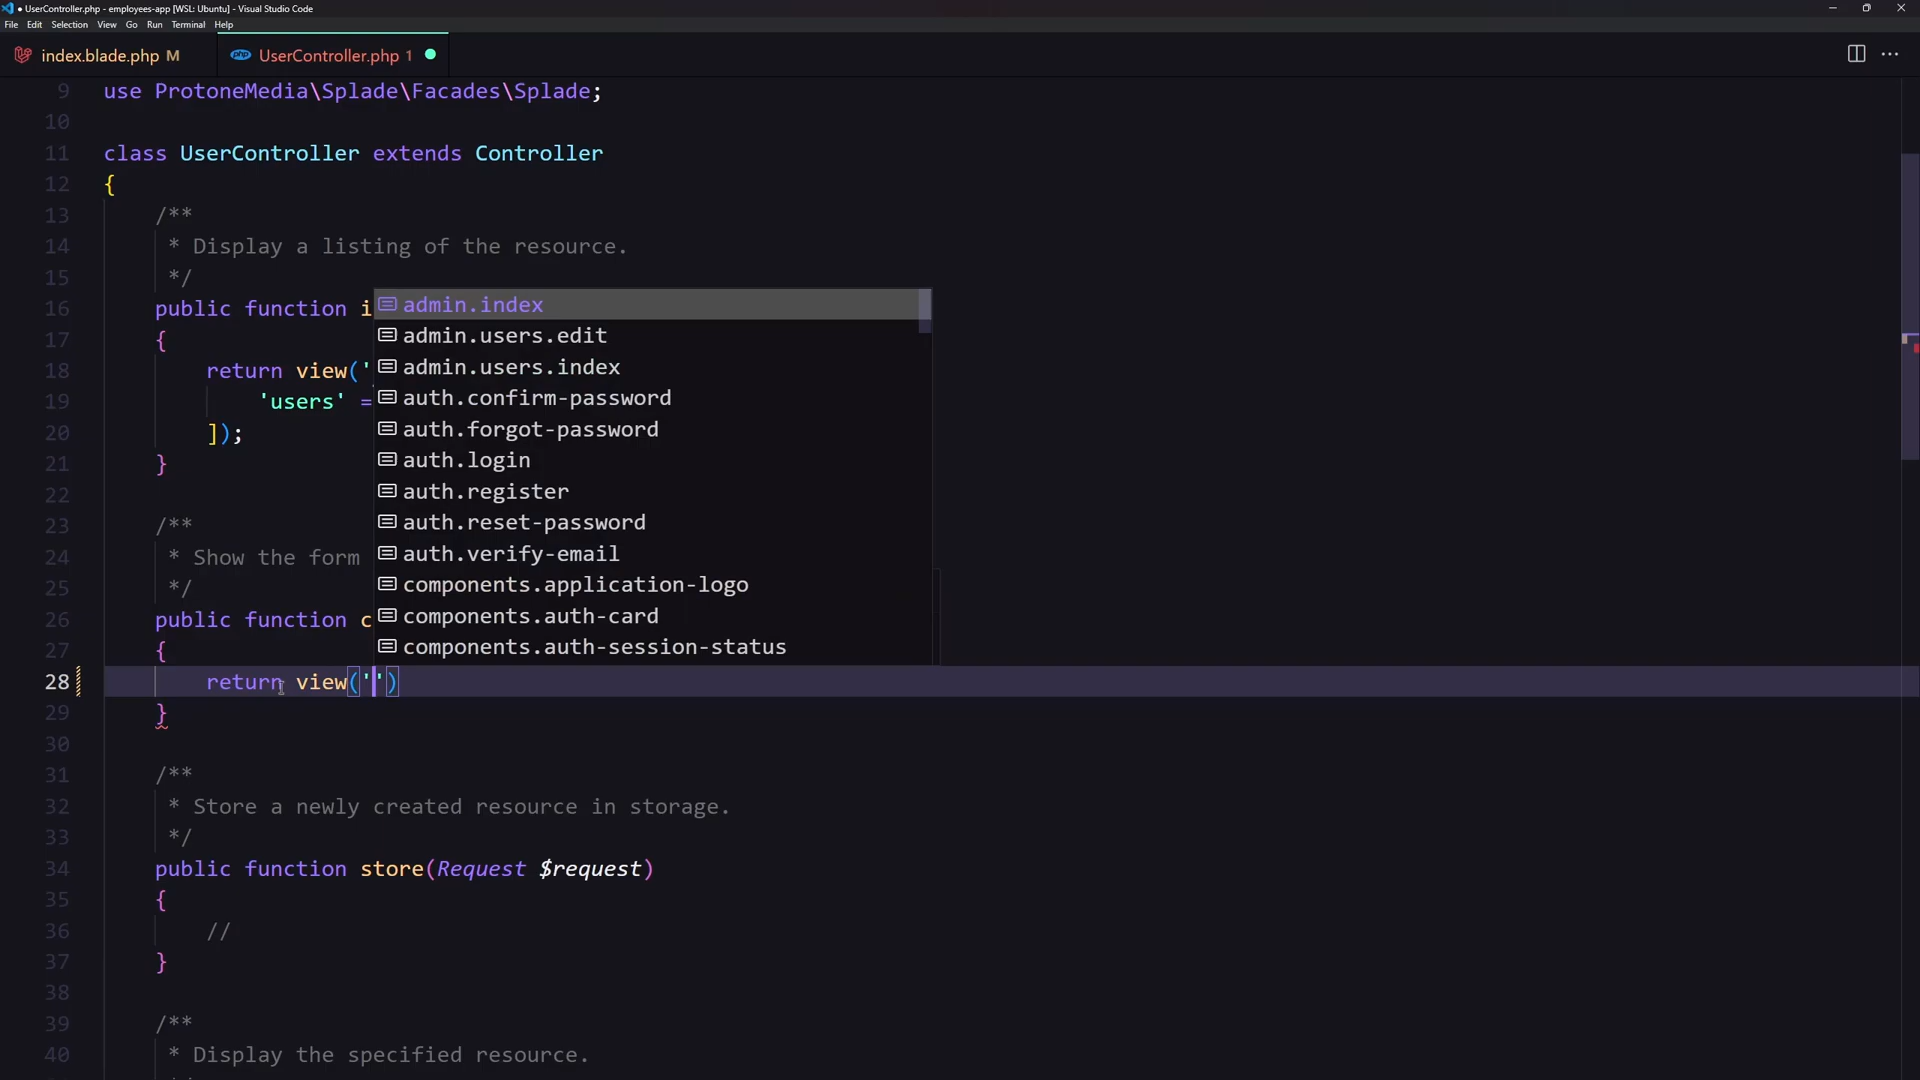 ● UserController.php - employees-app [WSL: Ubuntu] - Visual Studio Code
File Edit Selection View Go Run Terminal Help
index.blade.php M
php UserController.php 1
9 use ProtoneMedia\Splade\Facades\Splade;
10
11 class UserController extends Controller
12 {
13 /**
14 * Display a listing of the resource.
15 */
16 public function i
17 {
18 return view('
19 'users' =
20 ]);
21 }
22
23 /**
24 * Show the form
25 */
26 public function c
27 {
28 return view('')
29 }
30
31 /**
32 * Store a newly created resource in storage.
33 */
34 public function store(Request $request)
35 {
36 //
37 }
38
39 /**
40 * Display the specified resource.
admin.index
admin.users.edit
admin.users.index
auth.confirm-password
auth.forgot-password
auth.login
auth.register
auth.reset-password
auth.verify-email
components.application-logo
components.auth-card
components.auth-session-status